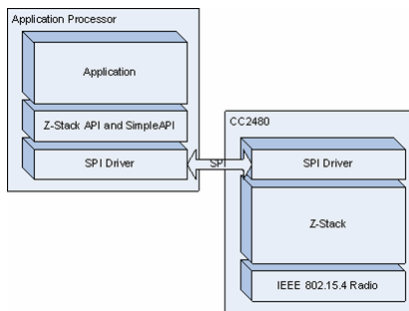 Application Processor
Application
Z-Stack API and SimpleAPI
SPI Driver
SPI
CC2480
SPI Driver
Z-Stack
IEEE 802.15.4 Radio